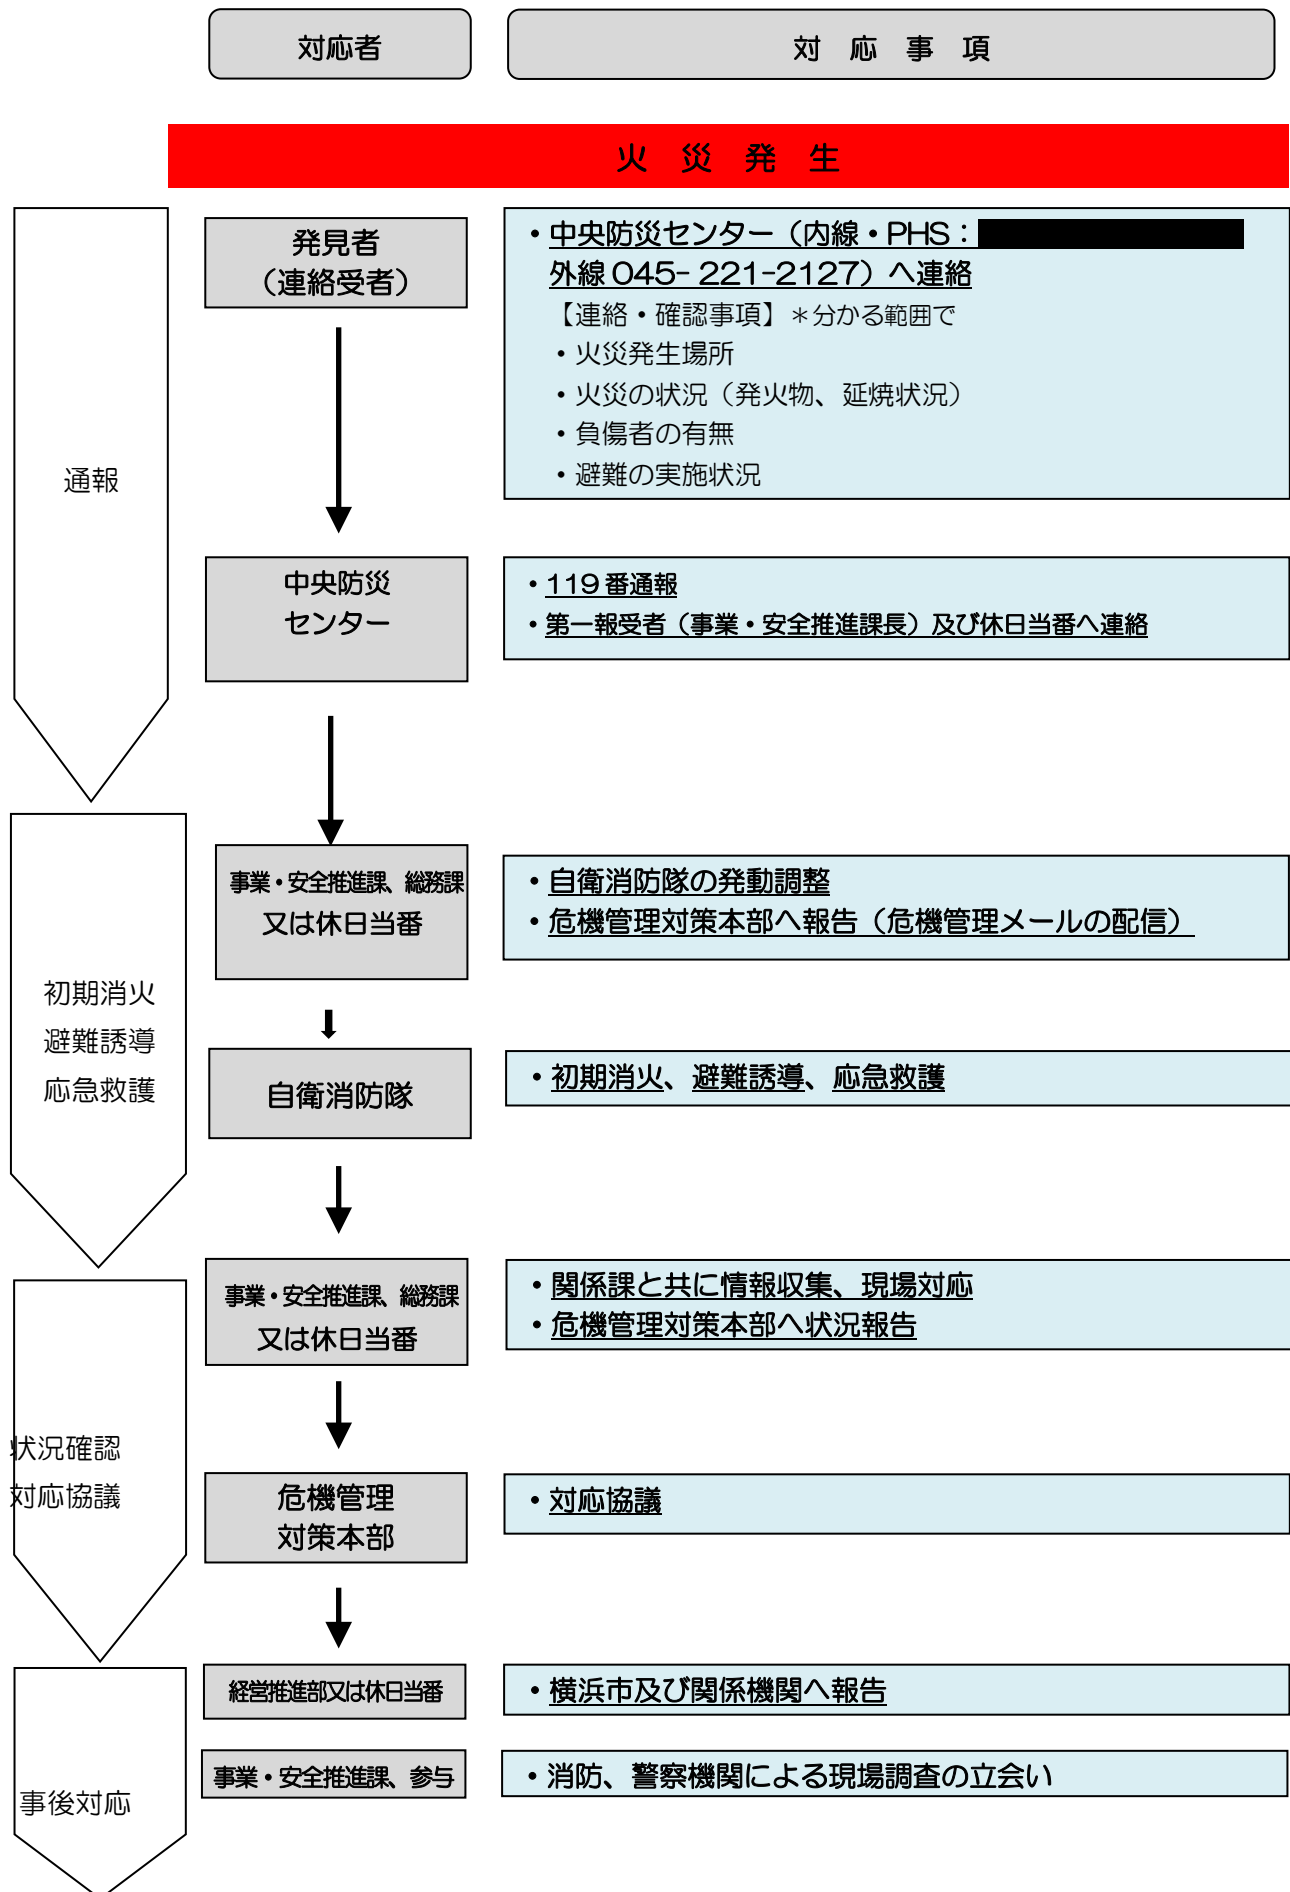 対応者
対 応 事 項
火 災 発 生
通報
発見者
（連絡受者）
・中央防災センター（内線・PHS：
外線 045- 221-2127）へ連絡
【連絡・確認事項】＊分かる範囲で
・火災発生場所
・火災の状況（発火物、延焼状況）
・負傷者の有無
・避難の実施状況
中央防災
センター
・119 番通報
・第一報受者（事業・安全推進課長）及び休日当番へ連絡
初期消火
避難誘導
応急救護
事業・安全推進課、総務課
又は休日当番
・自衛消防隊の発動調整
・危機管理対策本部へ報告（危機管理メールの配信）
自衛消防隊
・初期消火、避難誘導、応急救護
状況確認
対応協議
事業・安全推進課、総務課
又は休日当番
・関係課と共に情報収集、現場対応
・危機管理対策本部へ状況報告
危機管理
対策本部
・対応協議
事後対応
経営推進部又は休日当番
・横浜市及び関係機関へ報告
事業・安全推進課、参与
・消防、警察機関による現場調査の立会い